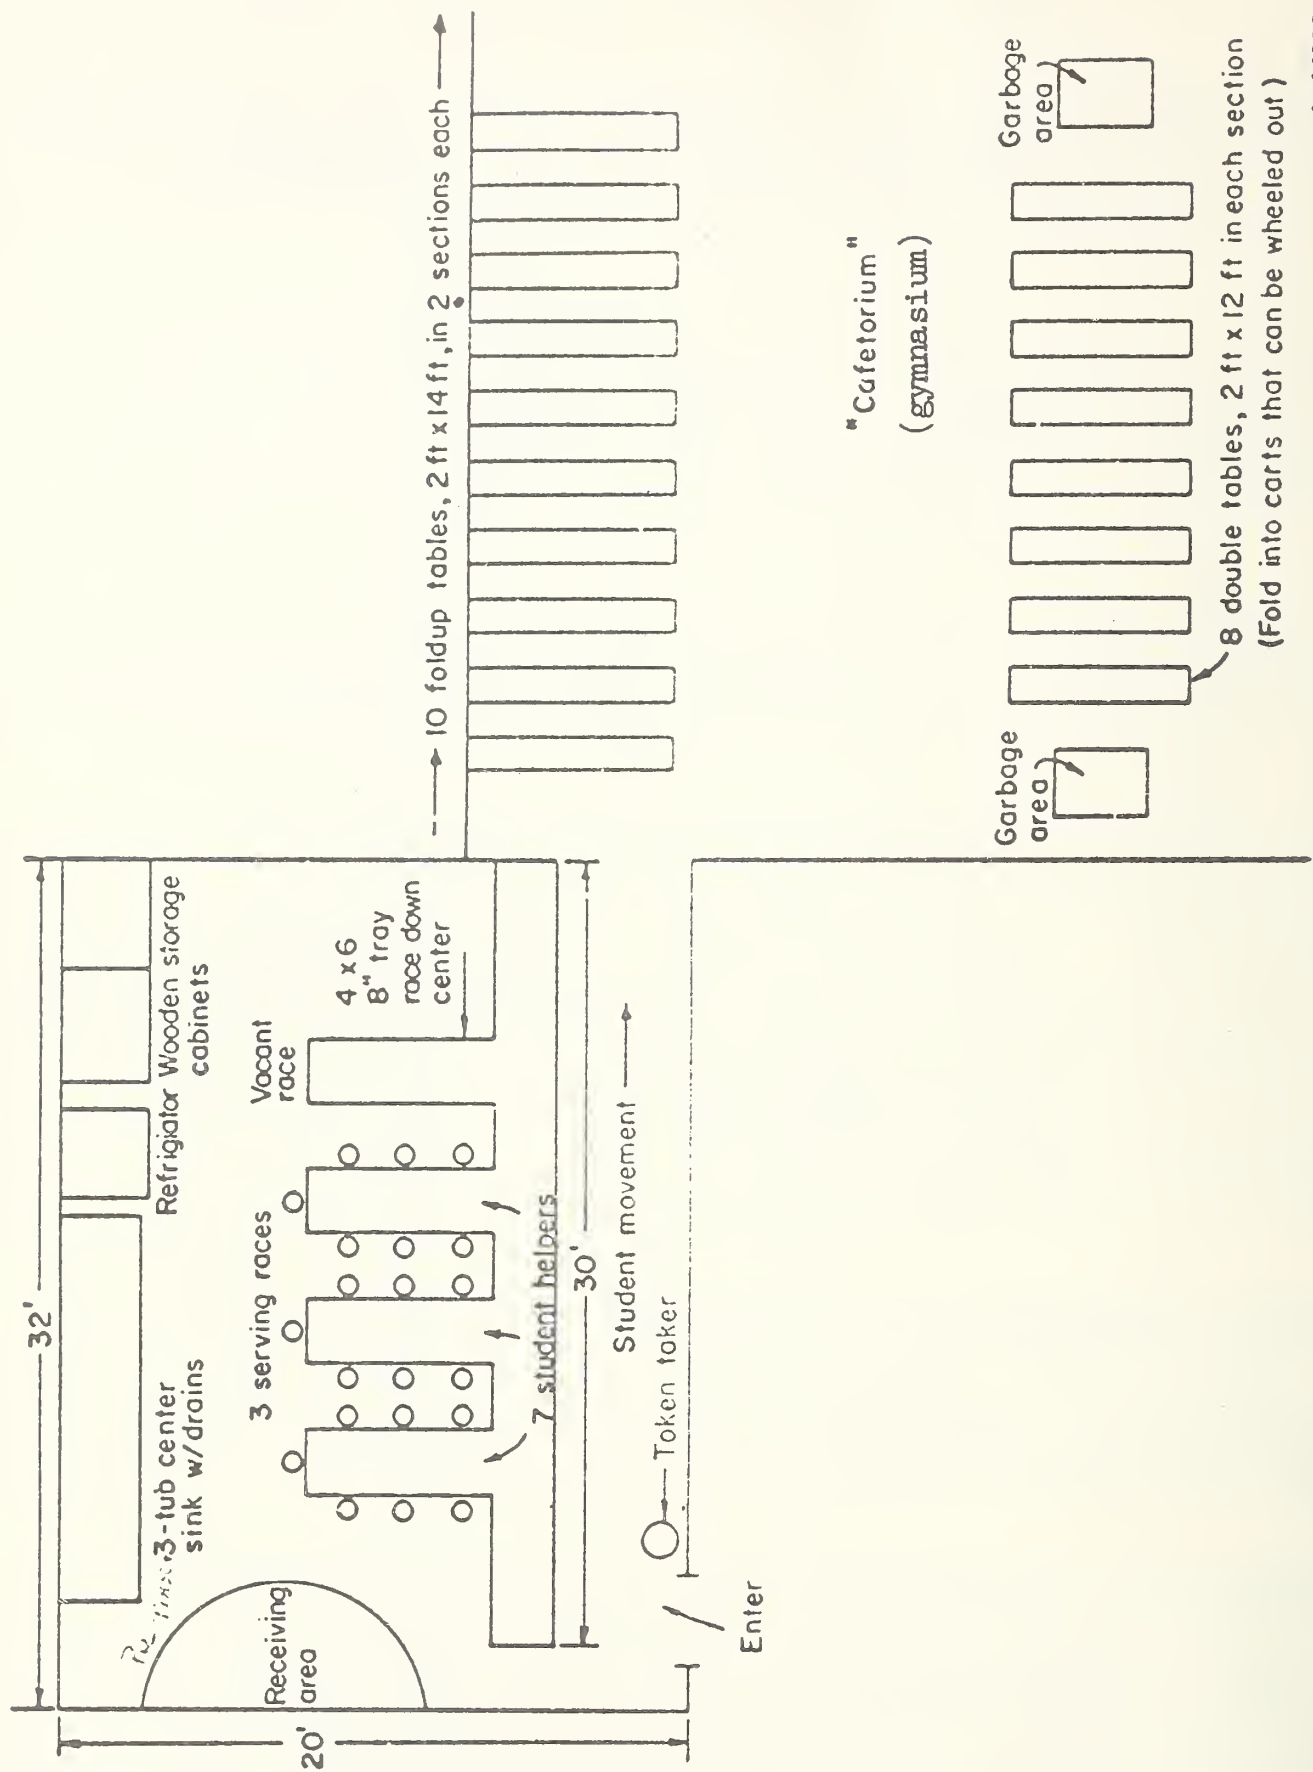 32'
20'
30'
3-tub center
sink w/drains
Refrigiator
Wooden storage
cabinets
Receiving
area
3 serving races
Vacant
race
4 x 6
8" tray
race down
center
7 student helpers
Student movement
Token taker
Enter
10 foldup tables, 2 ft x 14 ft, in 2 sections each
"Cafetorium"
(gymnasium)
Garbage
area
Garbage
area
8 double tables, 2 ft x 12 ft in each section
(Fold into carts that can be wheeled out)